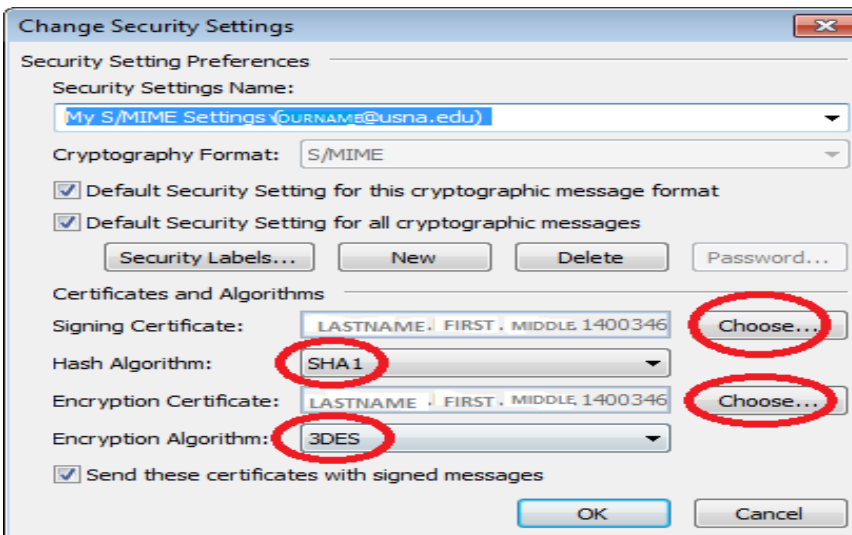 Change Security Settings
Security Setting Preferences
Security Settings Name:
My S/MIME Settings (OURNAME@usna.edu)
Cryptography Format: S/MIME
Default Security Setting for this cryptographic message format
Default Security Setting for all cryptographic messages
Security Labels... New Delete Password...
Certificates and Algorithms
Signing Certificate: LASTNAME. FIRST. MIDDLE 1400346 Choose...
Hash Algorithm: SHA1
Encryption Certificate: LASTNAME . FIRST. MIDDLE 1400346 Choose...
Encryption Algorithm: 3DES
Send these certificates with signed messages
OK Cancel